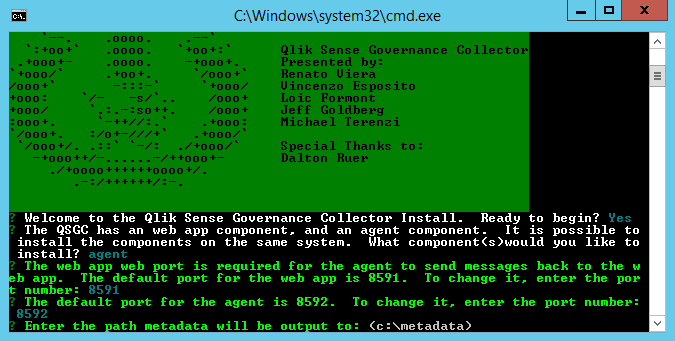 C:\Windows\system32\cmd.exe
Qlik Sense Governance Collector
Presented by:
Renato Viera
Vincenzo Esposito
Loic Formont
Jeff Goldberg
Michael Terenzi
Special Thanks to:
Dalton Ruer
? Welcome to the Qlik Sense Governance Collector Install.  Ready to begin? Yes
? The QSGC has an web app component, and an agent component.  It is possible to
install the components on the same system.  What component(s)would you like to
install? agent
? The web app web port is required for the agent to send messages back to the w
eb app.  The default port for the web app is 8591.  To change it, enter the por
t number: 8591
? The default port for the agent is 8592.  To change it, enter the port number:
8592
? Enter the path metadata will be output to: (c:\metadata)